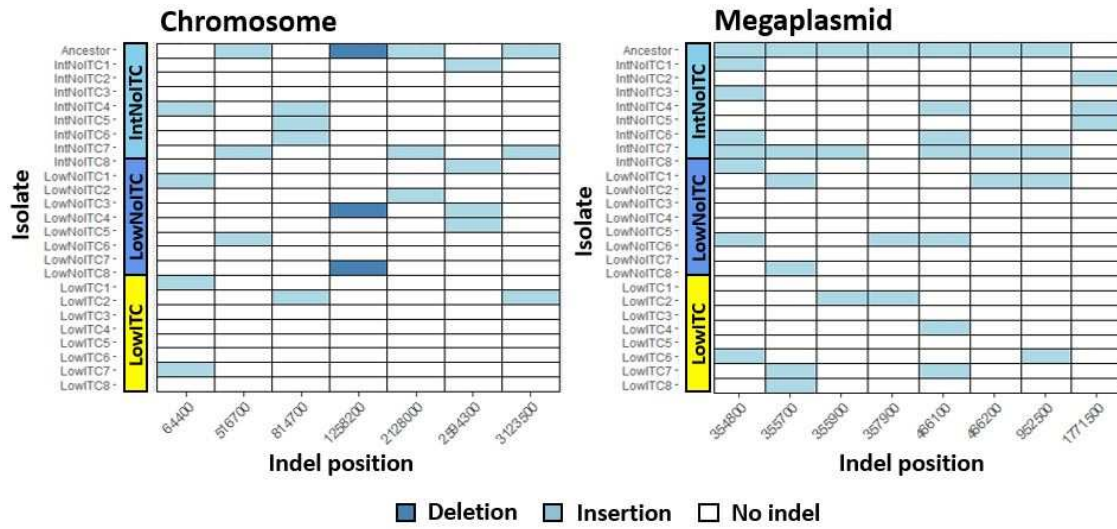 Chromosome
Isolate
Ancestor
IntNoITC1
IntNoITC2
IntNoITC3
IntNoITC4
IntNoITC5
IntNoITC6
IntNoITC7
IntNoITC8
LowNoITC1
LowNoITC2
LowNoITC3
LowNoITC4
LowNoITC5
LowNoITC6
LowNoITC7
LowNoITC8
LowITC1
LowITC2
LowITC3
LowITC4
LowITC5
LowITC6
LowITC7
LowITC8
IntNoITC
LowNoITC
LowITC
64400
516700
814700
1258200
2128000
2594300
3123500
Indel position
Megaplasmid
Isolate
Ancestor
IntNoITC1
IntNoITC2
IntNoITC3
IntNoITC4
IntNoITC5
IntNoITC6
IntNoITC7
IntNoITC8
LowNoITC1
LowNoITC2
LowNoITC3
LowNoITC4
LowNoITC5
LowNoITC6
LowNoITC7
LowNoITC8
LowITC1
LowITC2
LowITC3
LowITC4
LowITC5
LowITC6
LowITC7
LowITC8
IntNoITC
LowNoITC
LowITC
354800
355700
355900
357900
466100
466200
952500
1771500
Indel position
Deletion Insertion No indel